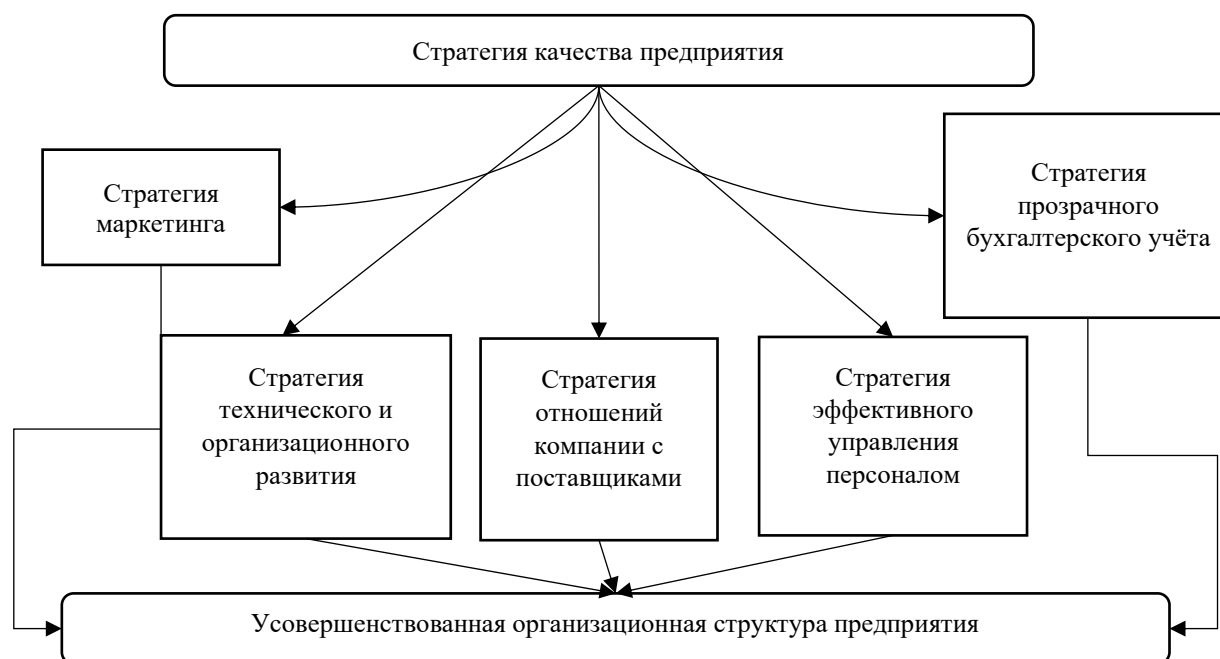 Стратегия качества предприятия
Стратегия
маркетинга
Стратегия
прозрачного
бухгалтерского учёта
Стратегия
технического и
организационного
развития
Стратегия
отношений
компании с
поставщиками
Стратегия
эффективного
управления
персоналом
Усовершенствованная организационная структура предприятия